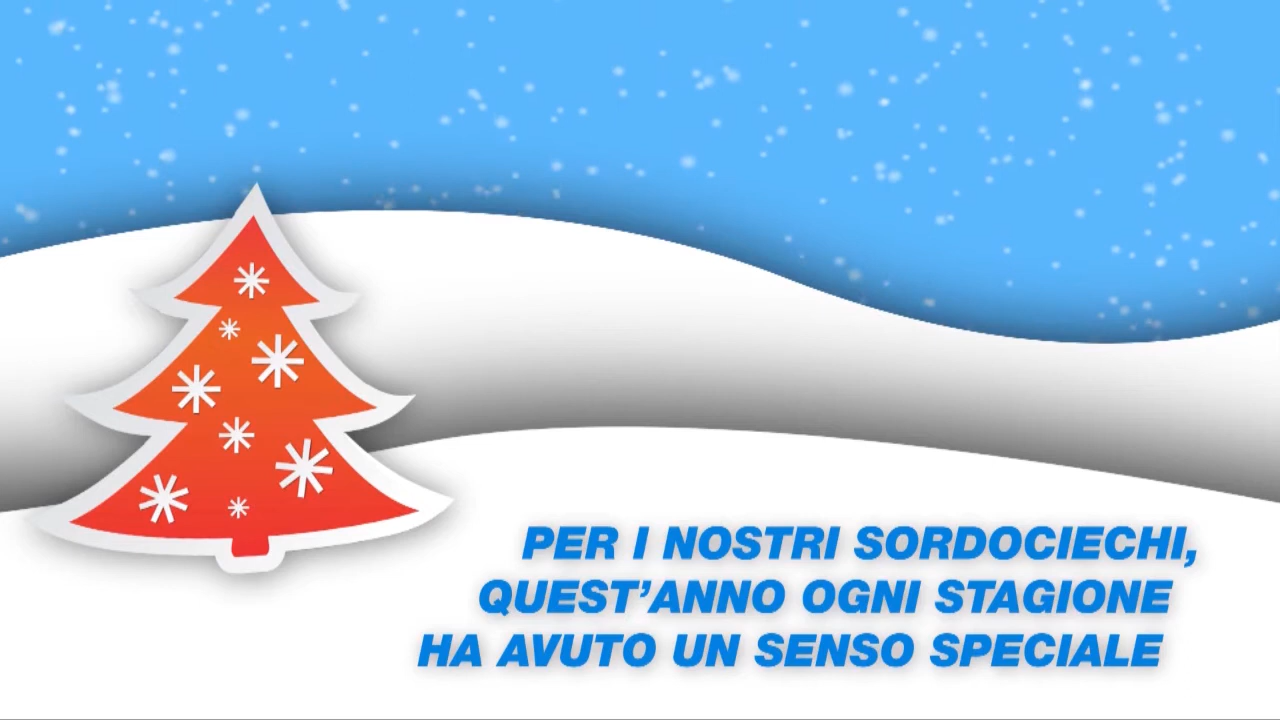 PER I NOSTRI SORDOCIECHI,
QUEST'ANNO OGNI STAGIONE
HA AVUTO UN SENSO SPECIALE